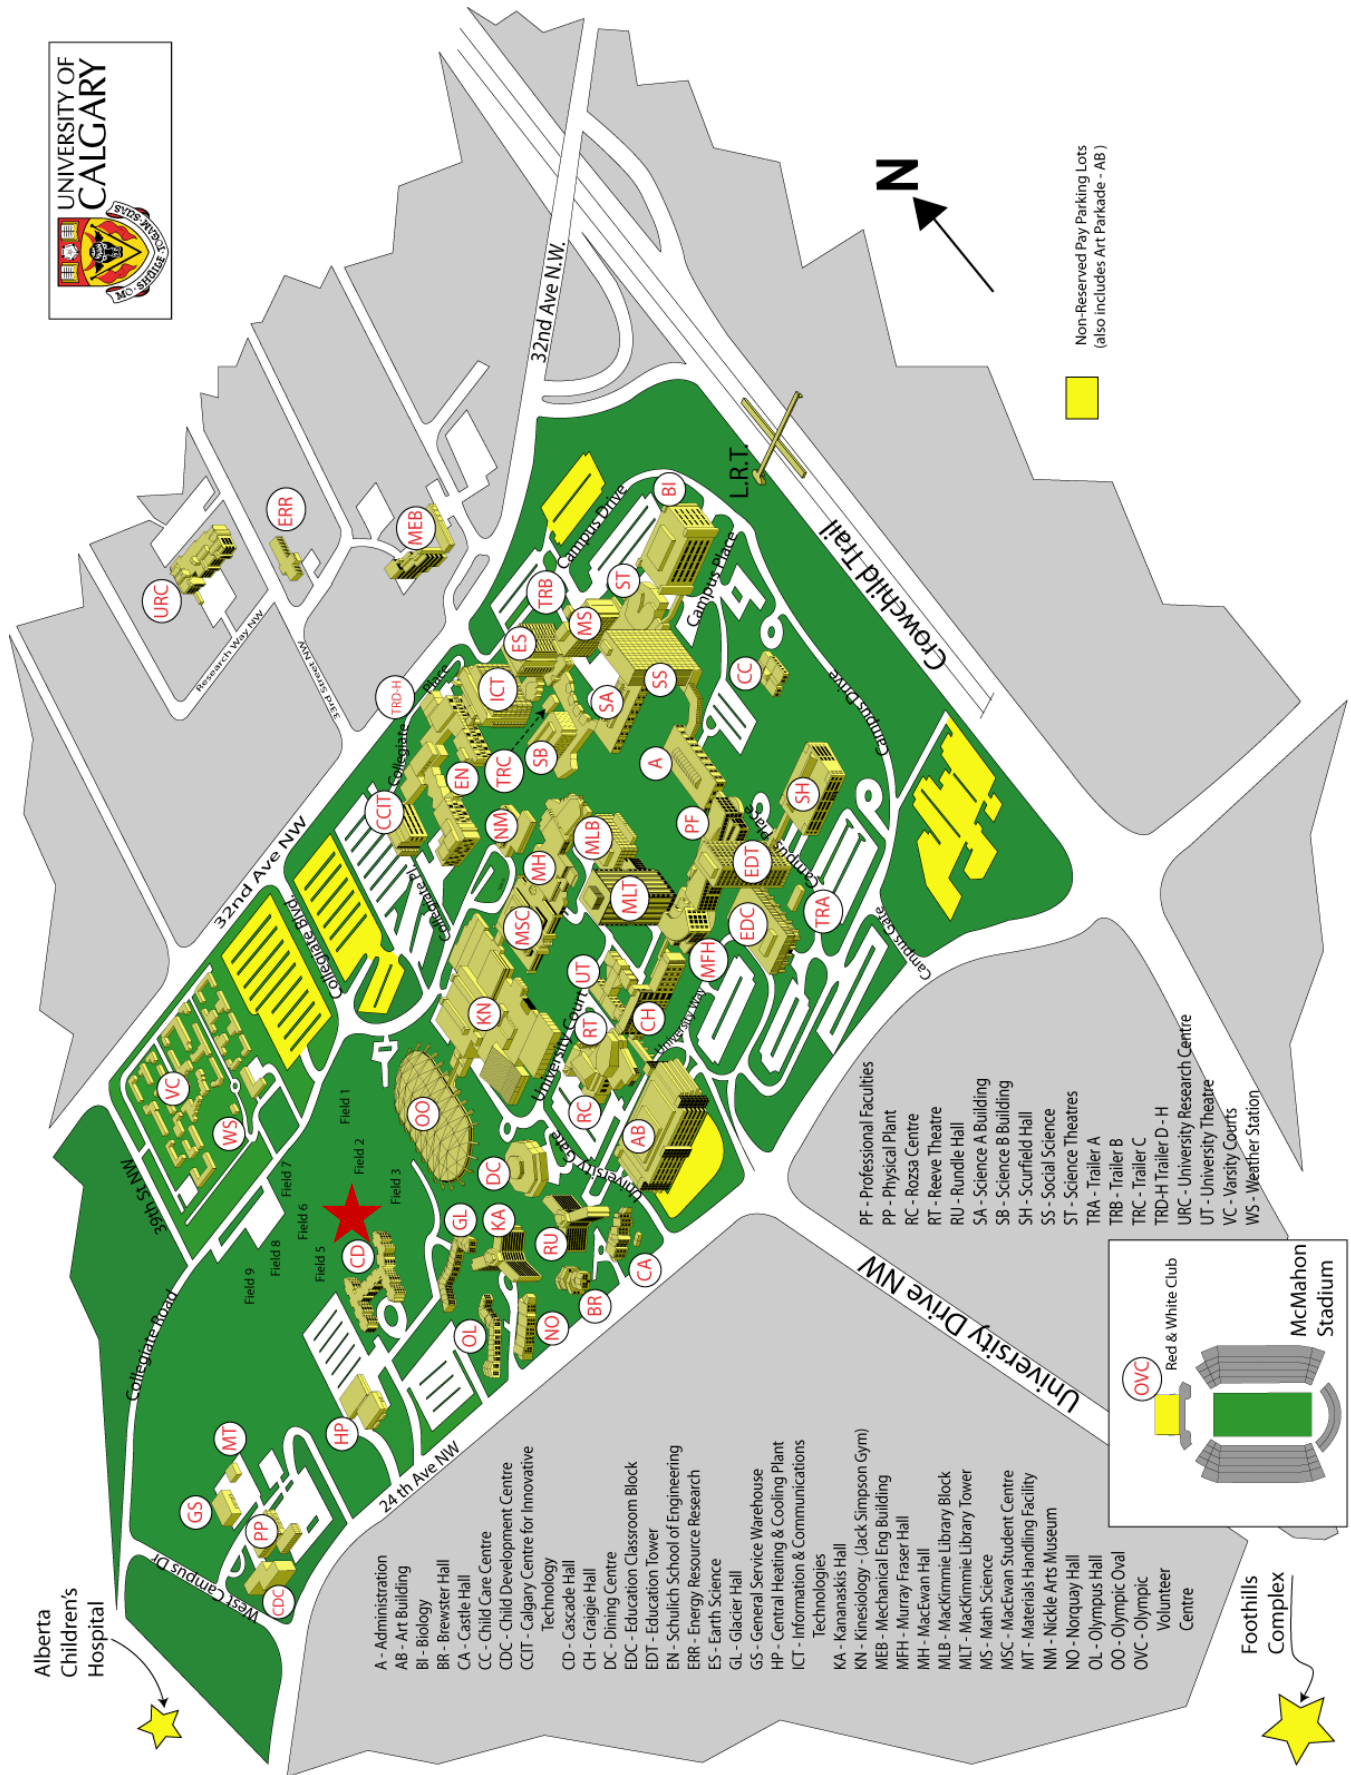 UNIVERSITY OF
CALGARY
MO·SHÙILE·TOGAM·SUAS
N
Non-Reserved Pay Parking Lots
(also includes Art Parkade - AB )
32nd Ave N.W.
Crowchild Trail
L.R.T.
32nd Ave NW
Research Way NW
33rd Street NW
39th St NW
Collegiate Blvd.
Collegiate Pl.
Collegiate
Collegiate
Place
Campus Drive
Campus Place
Campus Drive
Campus Place
Campus Gate
University Way
University Court
University Gate
University Drive NW
24 th Ave NW
Collegiate Road
West Campus Dr
URC
ERR
MEB
BI
ST
TRB
MS
ES
ICT
TRD-H
SS
SA
CC
SB
TRC
EN
CCIT
A
SH
PF
NM
MLB
MH
EDT
MLT
MSC
EDC
TRA
MFH
UT
CH
KN
RT
RC
AB
OO
DC
VC
WS
GL
KA
RU
CA
BR
NO
OL
CD
HP
MT
GS
PP
CDC
Field 1
Field 2
Field 3
Field 7
Field 6
Field 5
Field 8
Field 9
Alberta
Children's
Hospital
Foothills
Complex
A - Administration
AB - Art Building
BI - Biology
BR - Brewster Hall
CA - Castle Hall
CC - Child Care Centre
CDC - Child Development Centre
CCIT - Calgary Centre for Innovative
Technology
CD - Cascade Hall
CH - Craigie Hall
DC - Dining Centre
EDC - Education Classroom Block
EDT - Education Tower
EN - Schulich School of Engineering
ERR - Energy Resource Research
ES - Earth Science
GL - Glacier Hall
GS - General Service Warehouse
HP - Central Heating & Cooling Plant
ICT - Information & Communications
Technologies
KA - Kananaskis Hall
KN - Kinesiology - (Jack Simpson Gym)
MEB - Mechanical Eng Building
MFH - Murray Fraser Hall
MH - MacEwan Hall
MLB - MacKimmie Library Block
MLT - MacKimmie Library Tower
MS - Math Science
MSC - MacEwan Student Centre
MT - Materials Handling Facility
NM - Nickle Arts Museum
NO - Norquay Hall
OL - Olympus Hall
OO - Olympic Oval
OVC - Olympic
Volunteer
Centre
PF - Professional Faculties
PP - Physical Plant
RC - Rozsa Centre
RT - Reeve Theatre
RU - Rundle Hall
SA - Science A Building
SB - Science B Building
SH - Scurfield Hall
SS - Social Science
ST - Science Theatres
TRA - Trailer A
TRB - Trailer B
TRC - Trailer C
TRD-H Trailer D - H
URC - University Research Centre
UT - University Theatre
VC - Varsity Courts
WS - Weather Station
OVC
Red & White Club
McMahon
Stadium